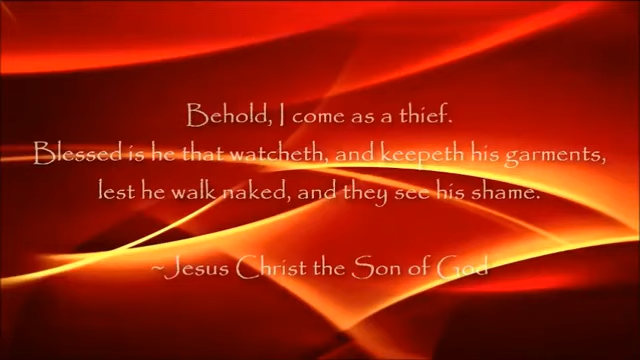 Behold, I come as a thief.
Blessed is he that watcheth, and keepeth his garments,
lest he walk naked, and they see his shame.
~Jesus Christ the Son of God